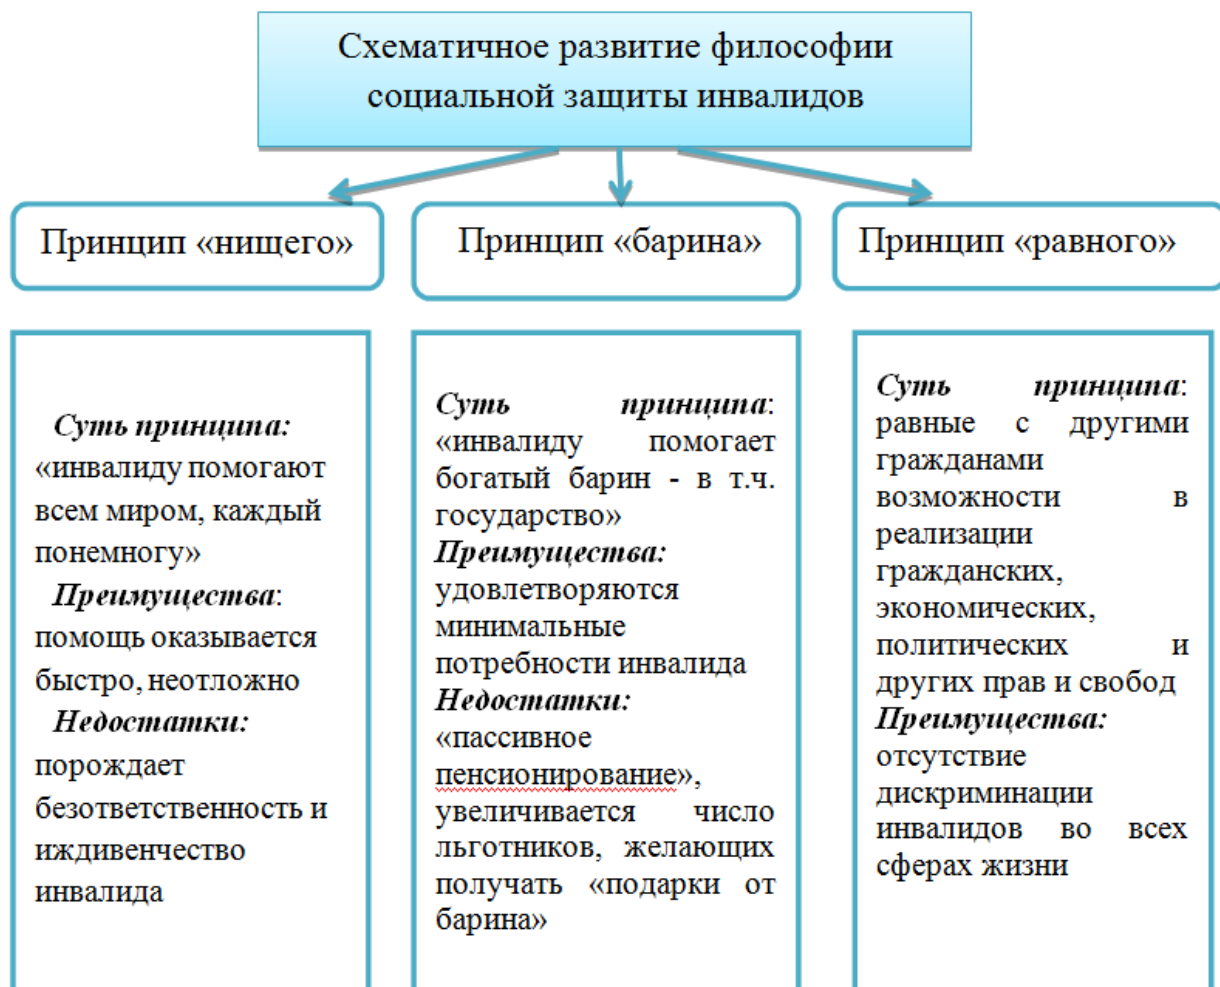 Схематичное развитие философии
социальной защиты инвалидов
Принцип «нищего»
Принцип «барина»
Принцип «равного»
Суть принципа:
«инвалиду помогают
всем миром, каждый
понемногу»
Преимущества:
помощь оказывается
быстро, неотложно
Недостатки:
порождает
безответственность и
иждивенчество
инвалида
Суть принципа:
«инвалиду помогает
богатый барин - в т.ч.
государство»
Преимущества:
удовлетворяются
минимальные
потребности инвалида
Недостатки:
«пассивное
пенсионирование»,
увеличивается число
льготников, желающих
получать «подарки от
барина»
Суть принципа:
равные с другими
гражданами
возможности в
реализации
гражданских,
экономических,
политических и
других прав и свобод
Преимущества:
отсутствие
дискриминации
инвалидов во всех
сферах жизни